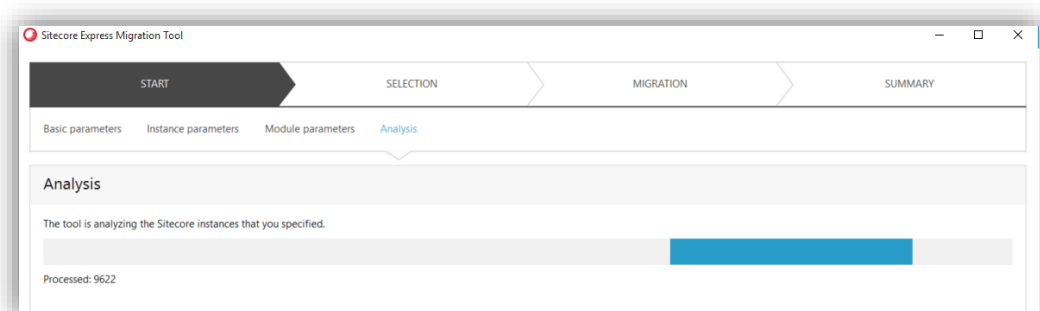 Sitecore Express Migration Tool
START SELECTION MIGRATION SUMMARY
Basic parameters Instance parameters Module parameters Analysis
Analysis
The tool is analyzing the Sitecore instances that you specified.
Processed: 9622